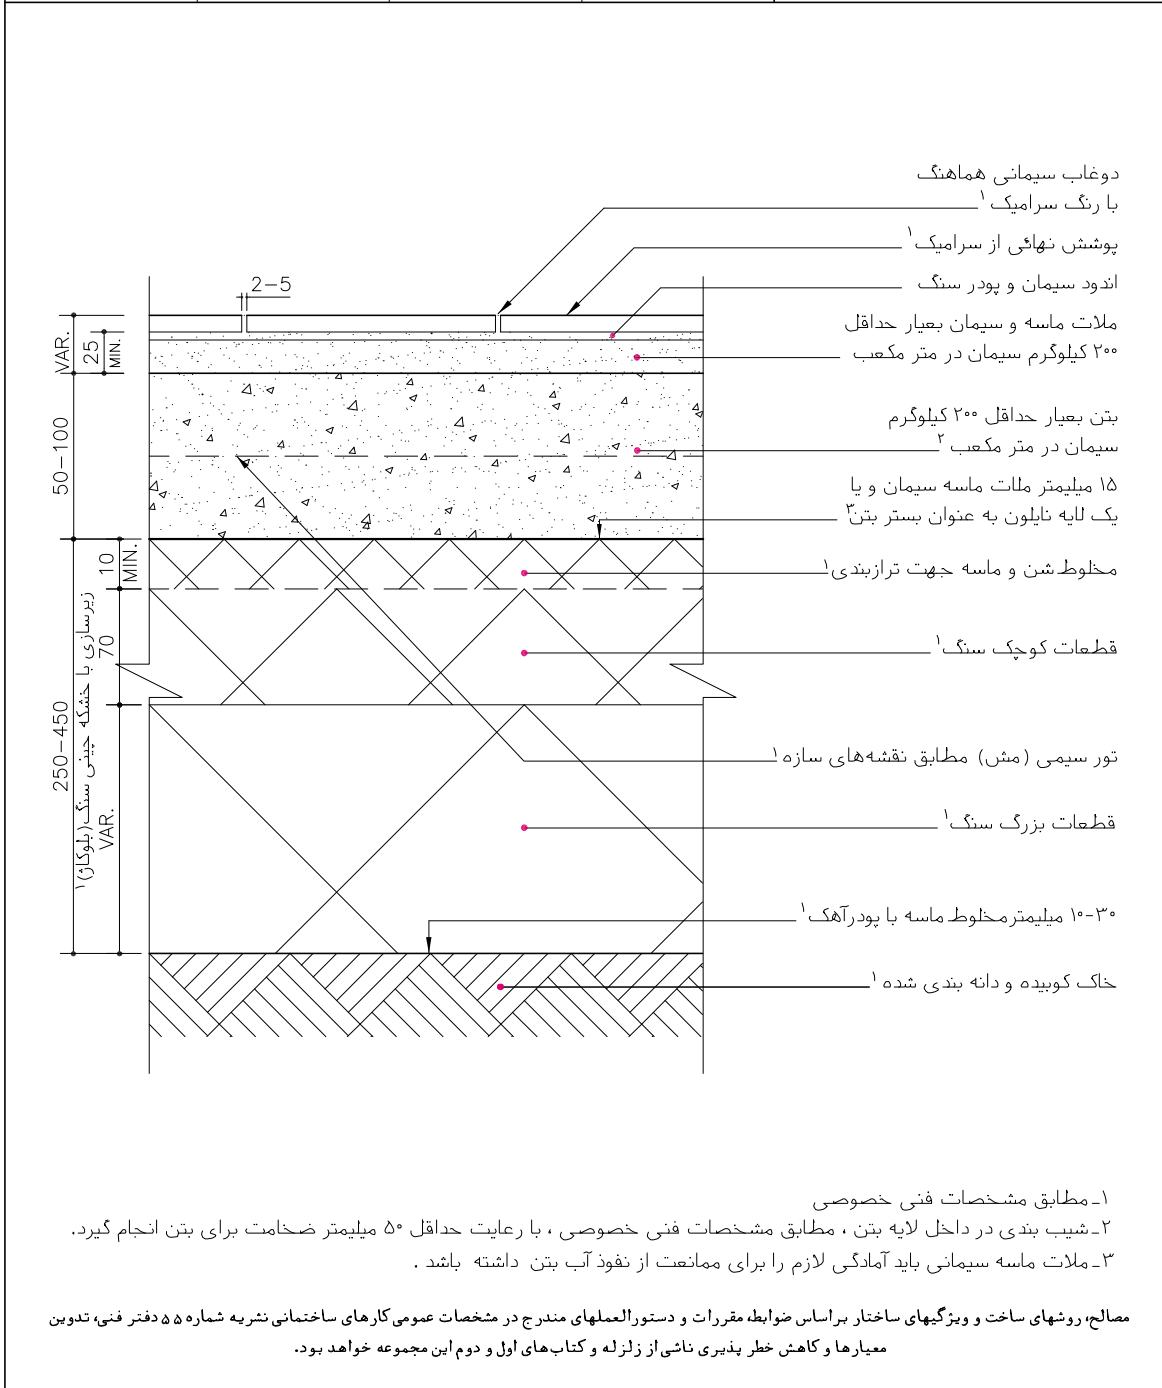 دوغاب سیمانی هماهنگ
با رنگ سرامیک ۱
پوشش نهائی از سرامیک ۱
اندود سیمان و پودر سنگ
ملات ماسه و سیمان بعیار حداقل
۲۰۰ کیلوگرم سیمان در متر مکعب
بتن بعیار حداقل ۲۰۰ کیلوگرم
سیمان در متر مکعب ۲
۱۵ میلیمتر ملات ماسه سیمان و یا
یک لایه نایلون به عنوان بستر بتن ۳
مخلوط شن و ماسه جهت ترازبندی ۱
قطعات کوچک سنگ ۱
تور سیمی (مش) مطابق نقشه‌های سازه ۱
قطعات بزرگ سنگ ۱
۱۰-۳۰ میلیمتر مخلوط ماسه با پودر آهک ۱
خاک کوبیده و دانه بندی شده ۱
2-5
VAR.
25
MIN.
50-100
10
MIN.
70
250-450
VAR.
زیرسازی با خشکه چینی سنگ (بلوکاژ) ۱
۱ـ مطابق مشخصات فنی خصوصی
۲ـ شیب بندی در داخل لایه بتن ، مطابق مشخصات فنی خصوصی ، با رعایت حداقل ۵۰ میلیمتر ضخامت برای بتن انجام گیرد.
۳ـ ملات ماسه سیمانی باید آمادگی لازم را برای ممانعت از نفوذ آب بتن داشته باشد .
مصالح، روشهای ساخت و ویژگیهای ساختار براساس ضوابط، مقررات و دستورالعملهای مندرج در مشخصات عمومی کارهای ساختمانی نشریه شماره ۵۵ دفتر فنی، تدوین
معیارها و کاهش خطر پذیری ناشی از زلزله و کتاب‌های اول و دوم این مجموعه خواهد بود.